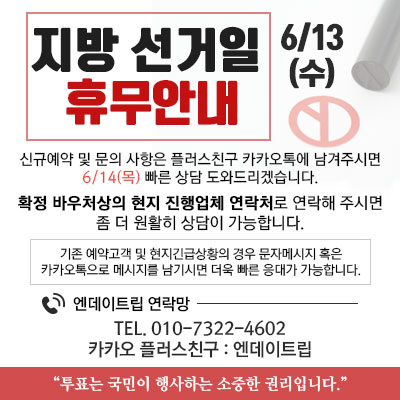 지방 선거일
휴무안내
6/13
(수)
신규예약 및 문의 사항은 플러스친구 카카오톡에 남겨주시면
6/14(목) 빠른 상담 도와드리겠습니다.
확정 바우처상의 현지 진행업체 연락처로 연락해 주시면
좀 더 원활히 상담이 가능합니다.
기존 예약고객 및 현지긴급상황의 경우 문자메시지 혹은
카카오톡으로 메시지를 남기시면 더욱 빠른 응대가 가능합니다.
엔데이트립 연락망
TEL. 010-7322-4602
카카오 플러스친구 : 엔데이트립
“투표는 국민이 행사하는 소중한 권리입니다.”